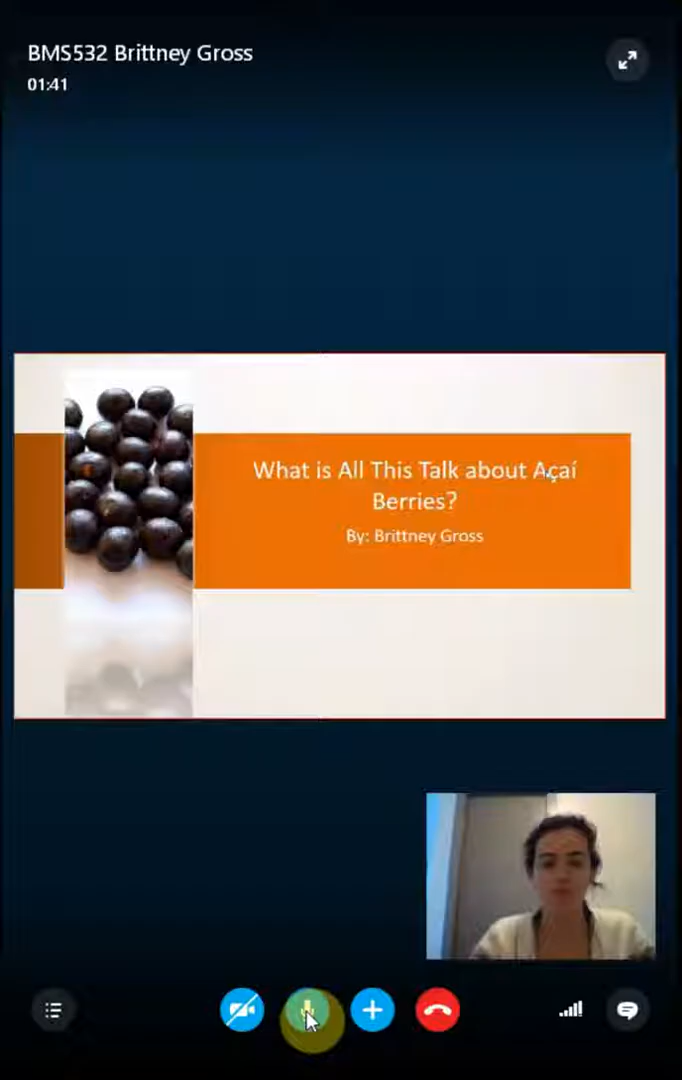 BMS532 Brittney Gross
01:41
What is All This Talk about Açaí
Berries?
By: Brittney Gross